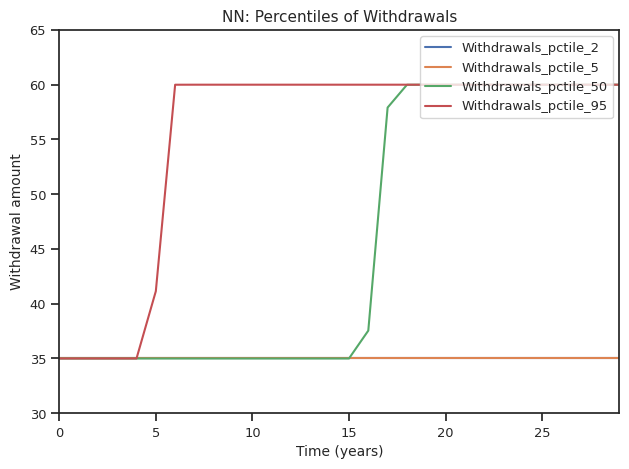 NN: Percentiles of Withdrawals
65
60
55
50
45
40
35
30
Withdrawal amount
Withdrawals_pctile_2
Withdrawals_pctile_5
Withdrawals_pctile_50
Withdrawals_pctile_95
0 5 10 15 20 25
Time (years)